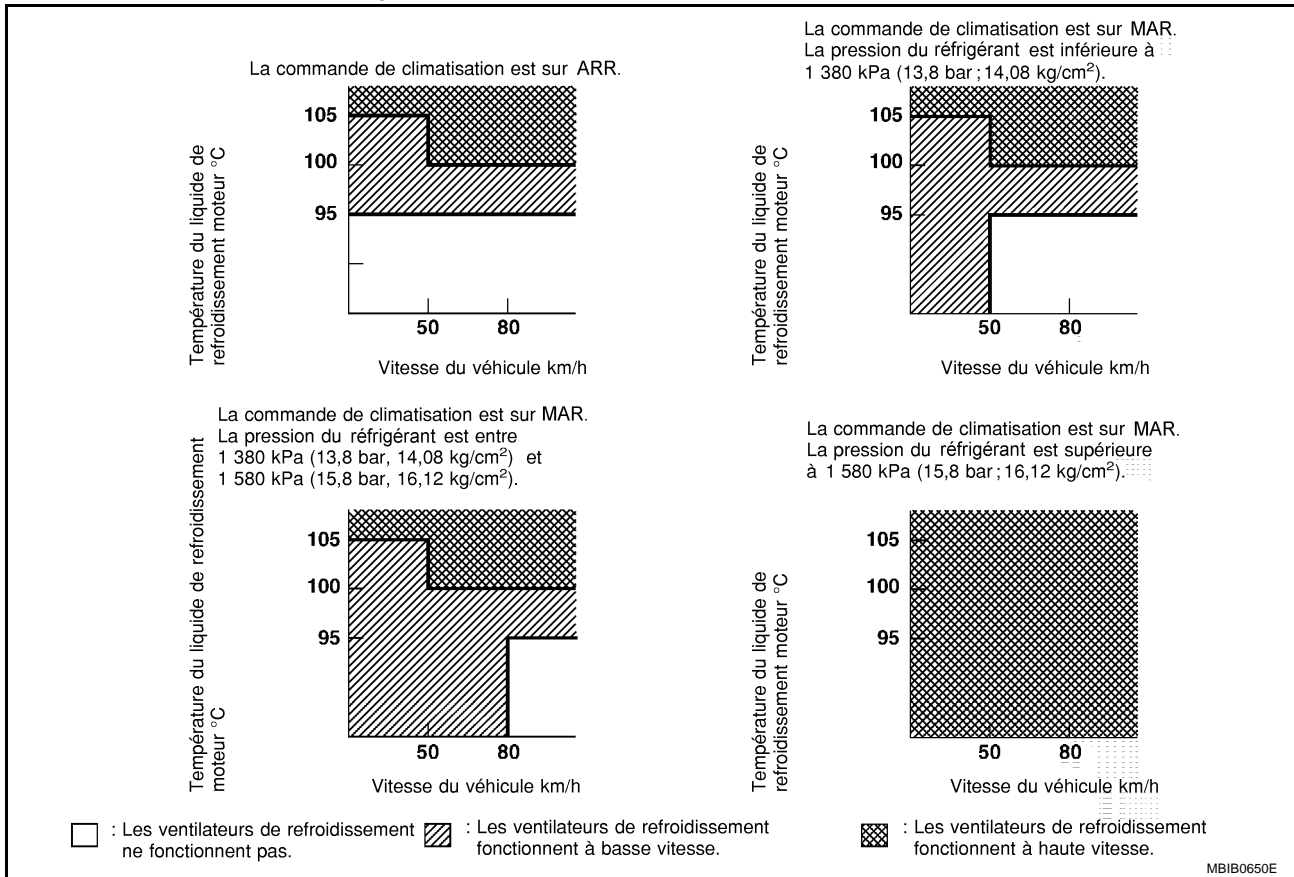 La commande de climatisation est sur ARR.
105
100
95
50 80
Température du liquide de
refroidissement moteur °C
Vitesse du véhicule km/h
La commande de climatisation est sur MAR.
La pression du réfrigérant est inférieure à
1 380 kPa (13,8 bar ; 14,08 kg/cm²).
105
100
95
50 80
Température du liquide de
refroidissement moteur °C
Vitesse du véhicule km/h
La commande de climatisation est sur MAR.
La pression du réfrigérant est entre
1 380 kPa (13,8 bar, 14,08 kg/cm²) et
1 580 kPa (15,8 bar, 16,12 kg/cm²).
105
100
95
50 80
Température du liquide de refroidissement
moteur °C
Vitesse du véhicule km/h
La commande de climatisation est sur MAR.
La pression du réfrigérant est supérieure
à 1 580 kPa (15,8 bar ; 16,12 kg/cm²).
105
100
95
50 80
Température du liquide de
refroidissement moteur °C
Vitesse du véhicule km/h
: Les ventilateurs de refroidissement
ne fonctionnent pas.
: Les ventilateurs de refroidissement
fonctionnent à basse vitesse.
: Les ventilateurs de refroidissement
fonctionnent à haute vitesse.
MBIB0650E